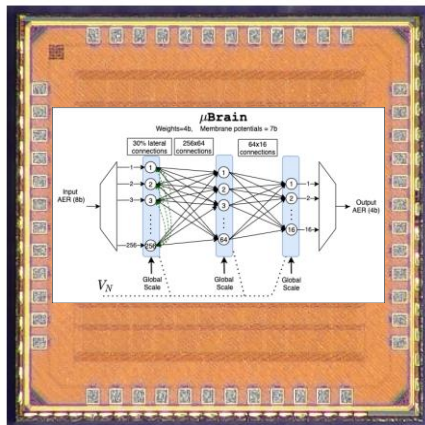 µBrain
Weights=4b, Membrane potentials = 7b
30% lateral
connections
256x64
connections
64x16
connections
Input
AER (8b)
1
2
3
256
1
2
3
256
1
2
3
64
1
2
16
1
2
16
Output
AER (4b)
Global
Scale
Global
Scale
Global
Scale
V_N